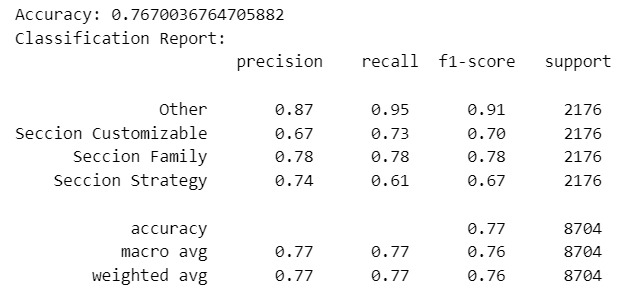 Accuracy: 0.7670036764705882
Classification Report:
precision recall f1-score support
Other 0.87 0.95 0.91 2176
Seccion Customizable 0.67 0.73 0.70 2176
Seccion Family 0.78 0.78 0.78 2176
Seccion Strategy 0.74 0.61 0.67 2176
accuracy 0.77 8704
macro avg 0.77 0.77 0.76 8704
weighted avg 0.77 0.77 0.76 8704